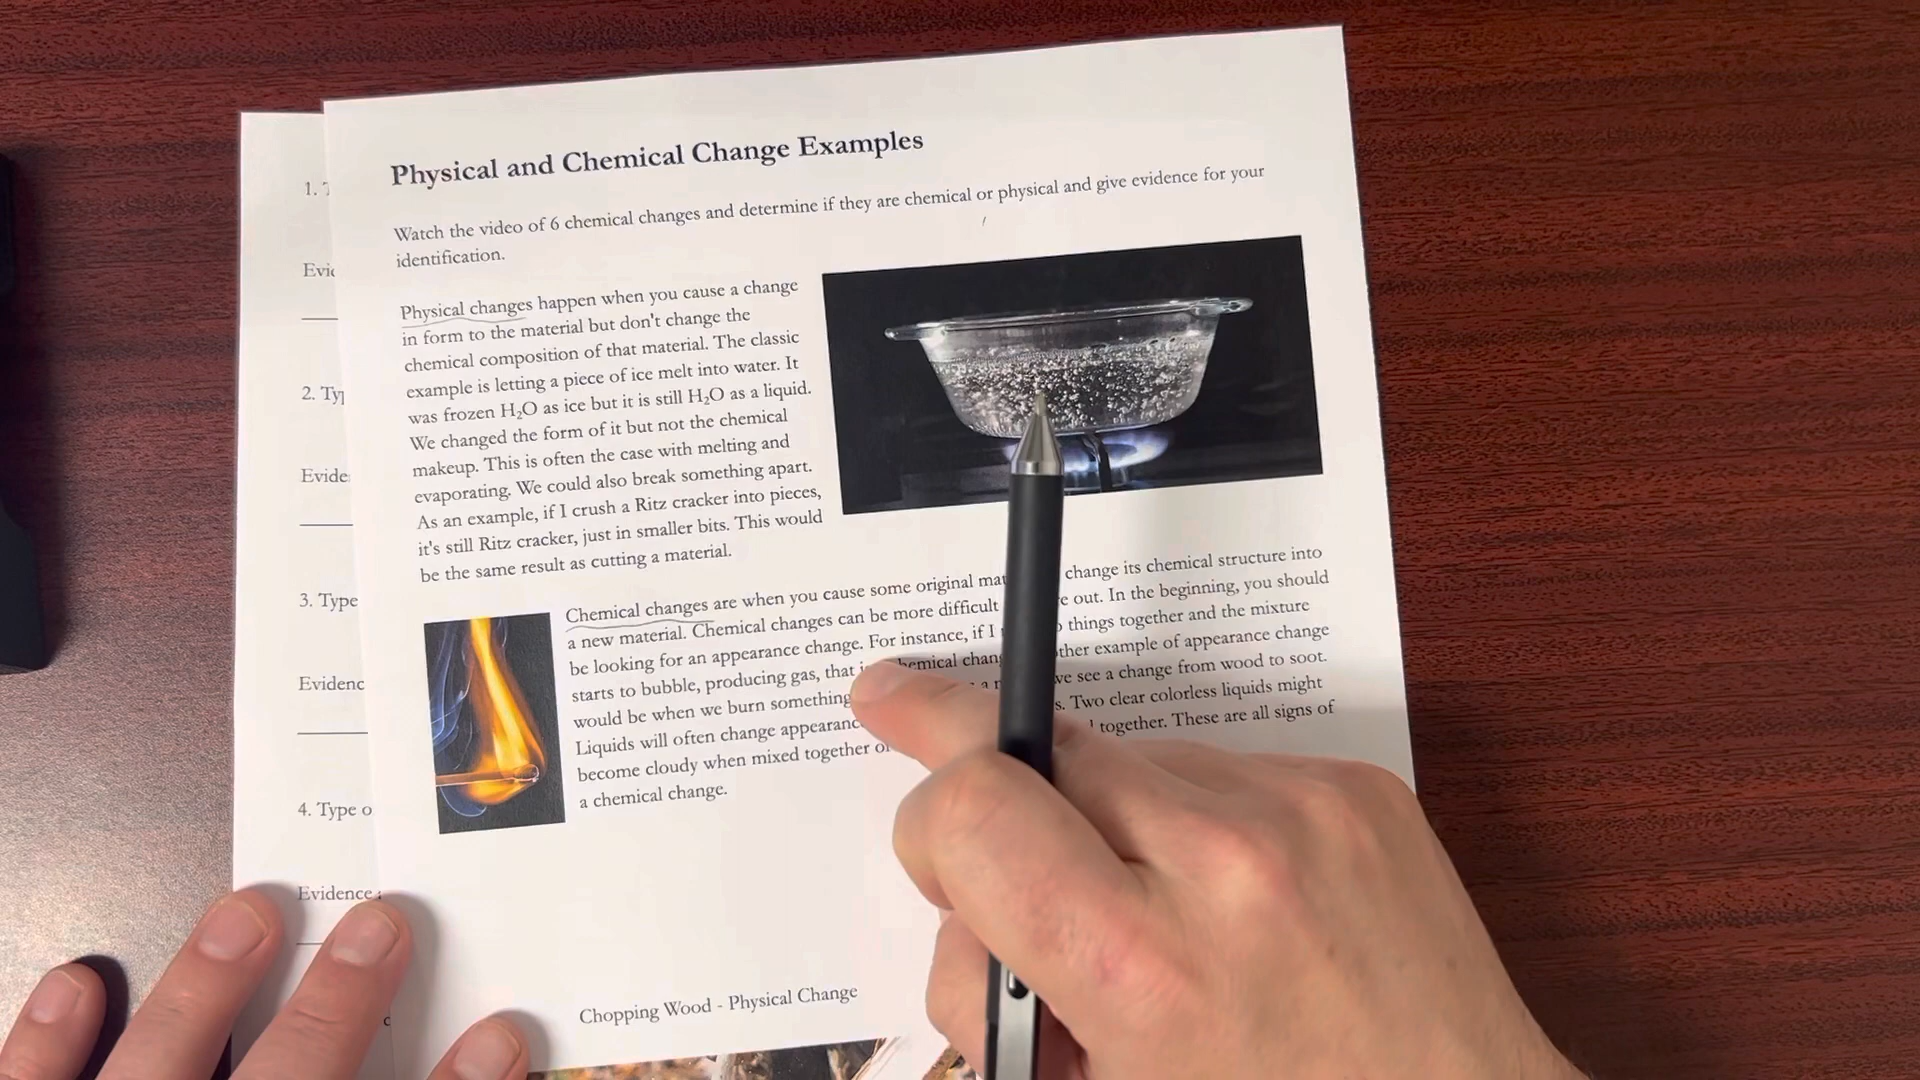 Physical and Chemical Change Examples
Watch the video of 6 chemical changes and determine if they are chemical or physical and give evidence for your
identification.
Physical changes happen when you cause a change
in form to the material but don't change the
chemical composition of that material. The classic
example is letting a piece of ice melt into water. It
was frozen H₂O as ice but it is still H₂O as a liquid.
We changed the form of it but not the chemical
makeup. This is often the case with melting and
evaporating. We could also break something apart.
As an example, if I crush a Ritz cracker into pieces,
it's still Ritz cracker, just in smaller bits. This would
be the same result as cutting a material.
Chemical changes are when you cause some original change its chemical structure into
a new material. Chemical changes can be more difficult out. In the beginning, you should
be looking for an appearance change. For instance, if I things together and the mixture
starts to bubble, producing gas, that chemical other example of appearance change
would be when we burn something we see a change from wood to soot.
Liquids will often change appearance Two clear colorless liquids might
become cloudy when mixed together together. These are all signs of
a chemical change.
Chopping Wood - Physical Change
1.
2.
3. Type
4. Type
Evidence